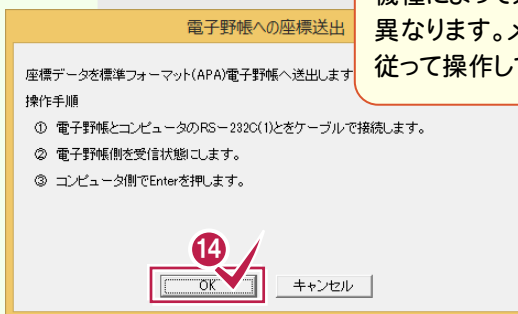 機種によって
異なります。
従って操作し
電子野帳への座標送出
座標データを標準フォーマット(APA)電子野帳へ送出します
操作手順
① 電子野帳とコンピュータのRS-232C(1)とをケーブルで接続します。
② 電子野帳側を受信状態にします。
③ コンピュータ側でEnterを押します。
14
OK
キャンセル